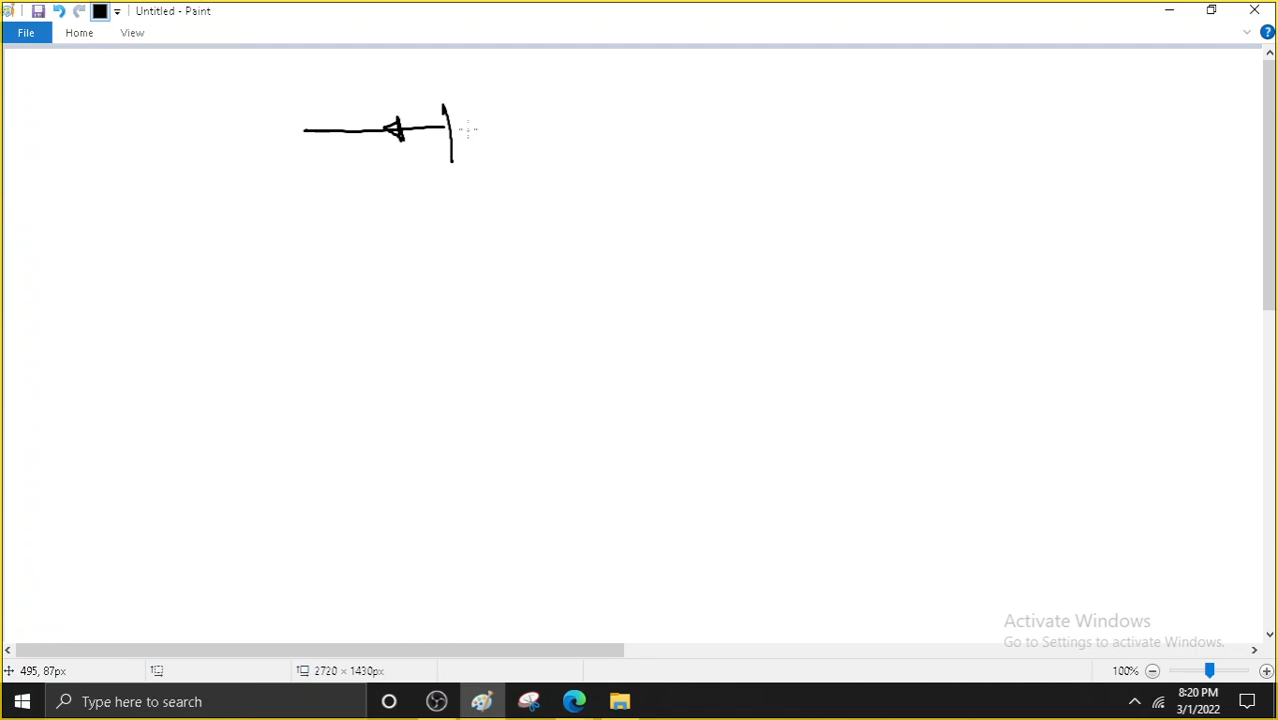 Untitled - Paint
File Home View
Activate Windows
Go to Settings to activate Windows.
495, 87px 2720 × 1430px 100%
Type here to search
8:20 PM
3/1/2022